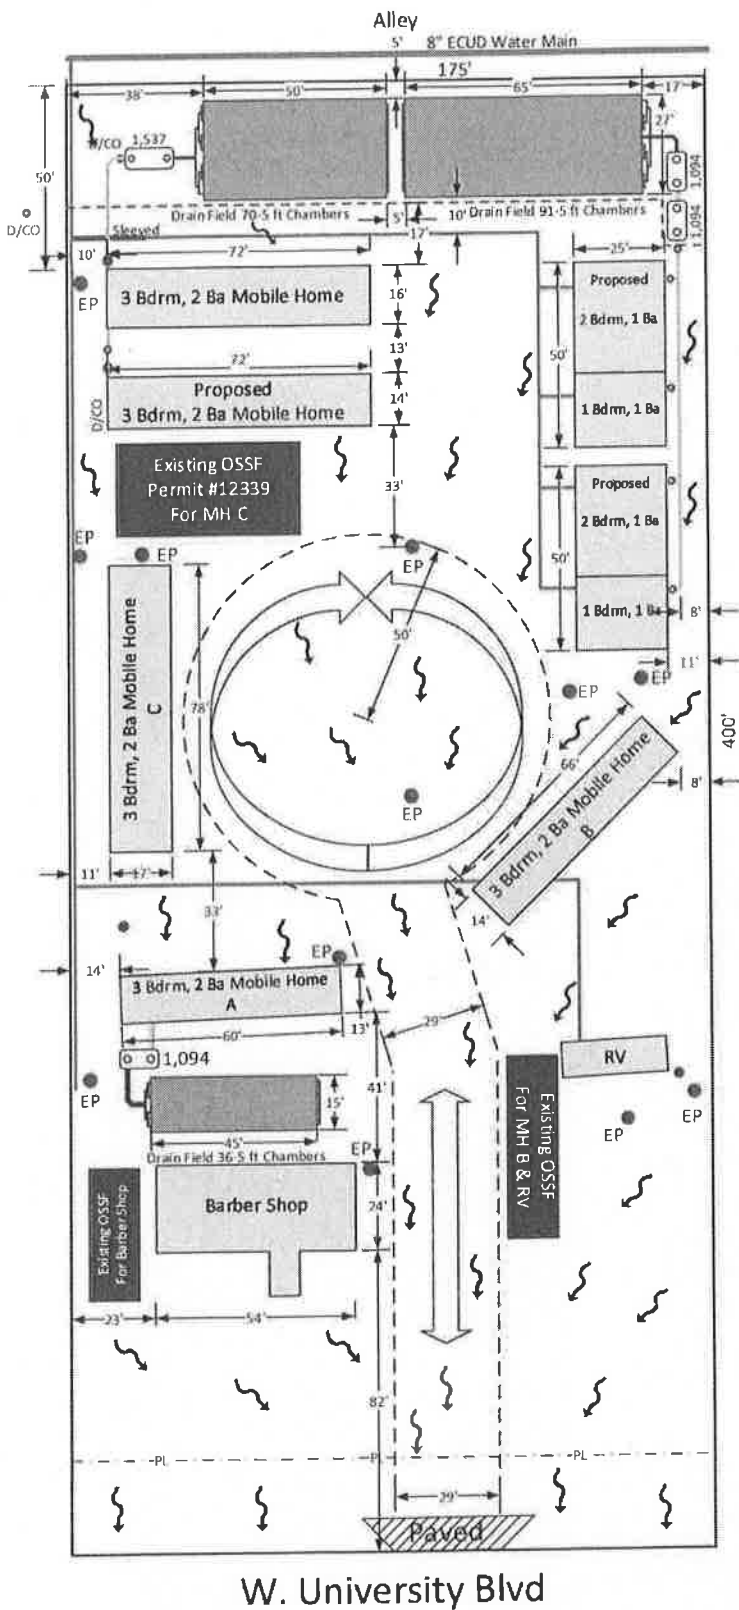 Alley
5'
8" ECUD Water Main
175'
38'
50'
65'
17'
27'
D/CO
1,537
1,094
50'
D/CO
Drain Field 70-5 ft Chambers
5'
10'
Drain Field 91-5 ft Chambers
1,094
Sleeved
17'
10'
72'
25'
3 Bdrm, 2 Ba Mobile Home
16'
EP
Proposed
2 Bdrm, 1 Ba
13'
72'
50'
Proposed
3 Bdrm, 2 Ba Mobile Home
14'
D/CO
1 Bdrm, 1 Ba
Existing OSSF
Permit #12339
For MH C
33'
Proposed
2 Bdrm, 1 Ba
EP
EP
EP
50'
1 Bdrm, 1 Ba
8'
50'
11'
3 Bdrm, 2 Ba Mobile Home
C
78'
EP
EP
400'
66'
3 Bdrm, 2 Ba Mobile Home
B
8'
EP
11'
17'
33'
14'
EP
14'
3 Bdrm, 2 Ba Mobile Home
A
60'
13'
29'
1,094
RV
EP
15'
41'
Existing OSSF
For MH B & RV
EP
EP
45'
Drain Field 36-5 ft Chambers
EP
Existing OSSF
For Barber Shop
Barber Shop
24'
23'
54'
82'
PL
PL
PL
29'
Paved
W. University Blvd